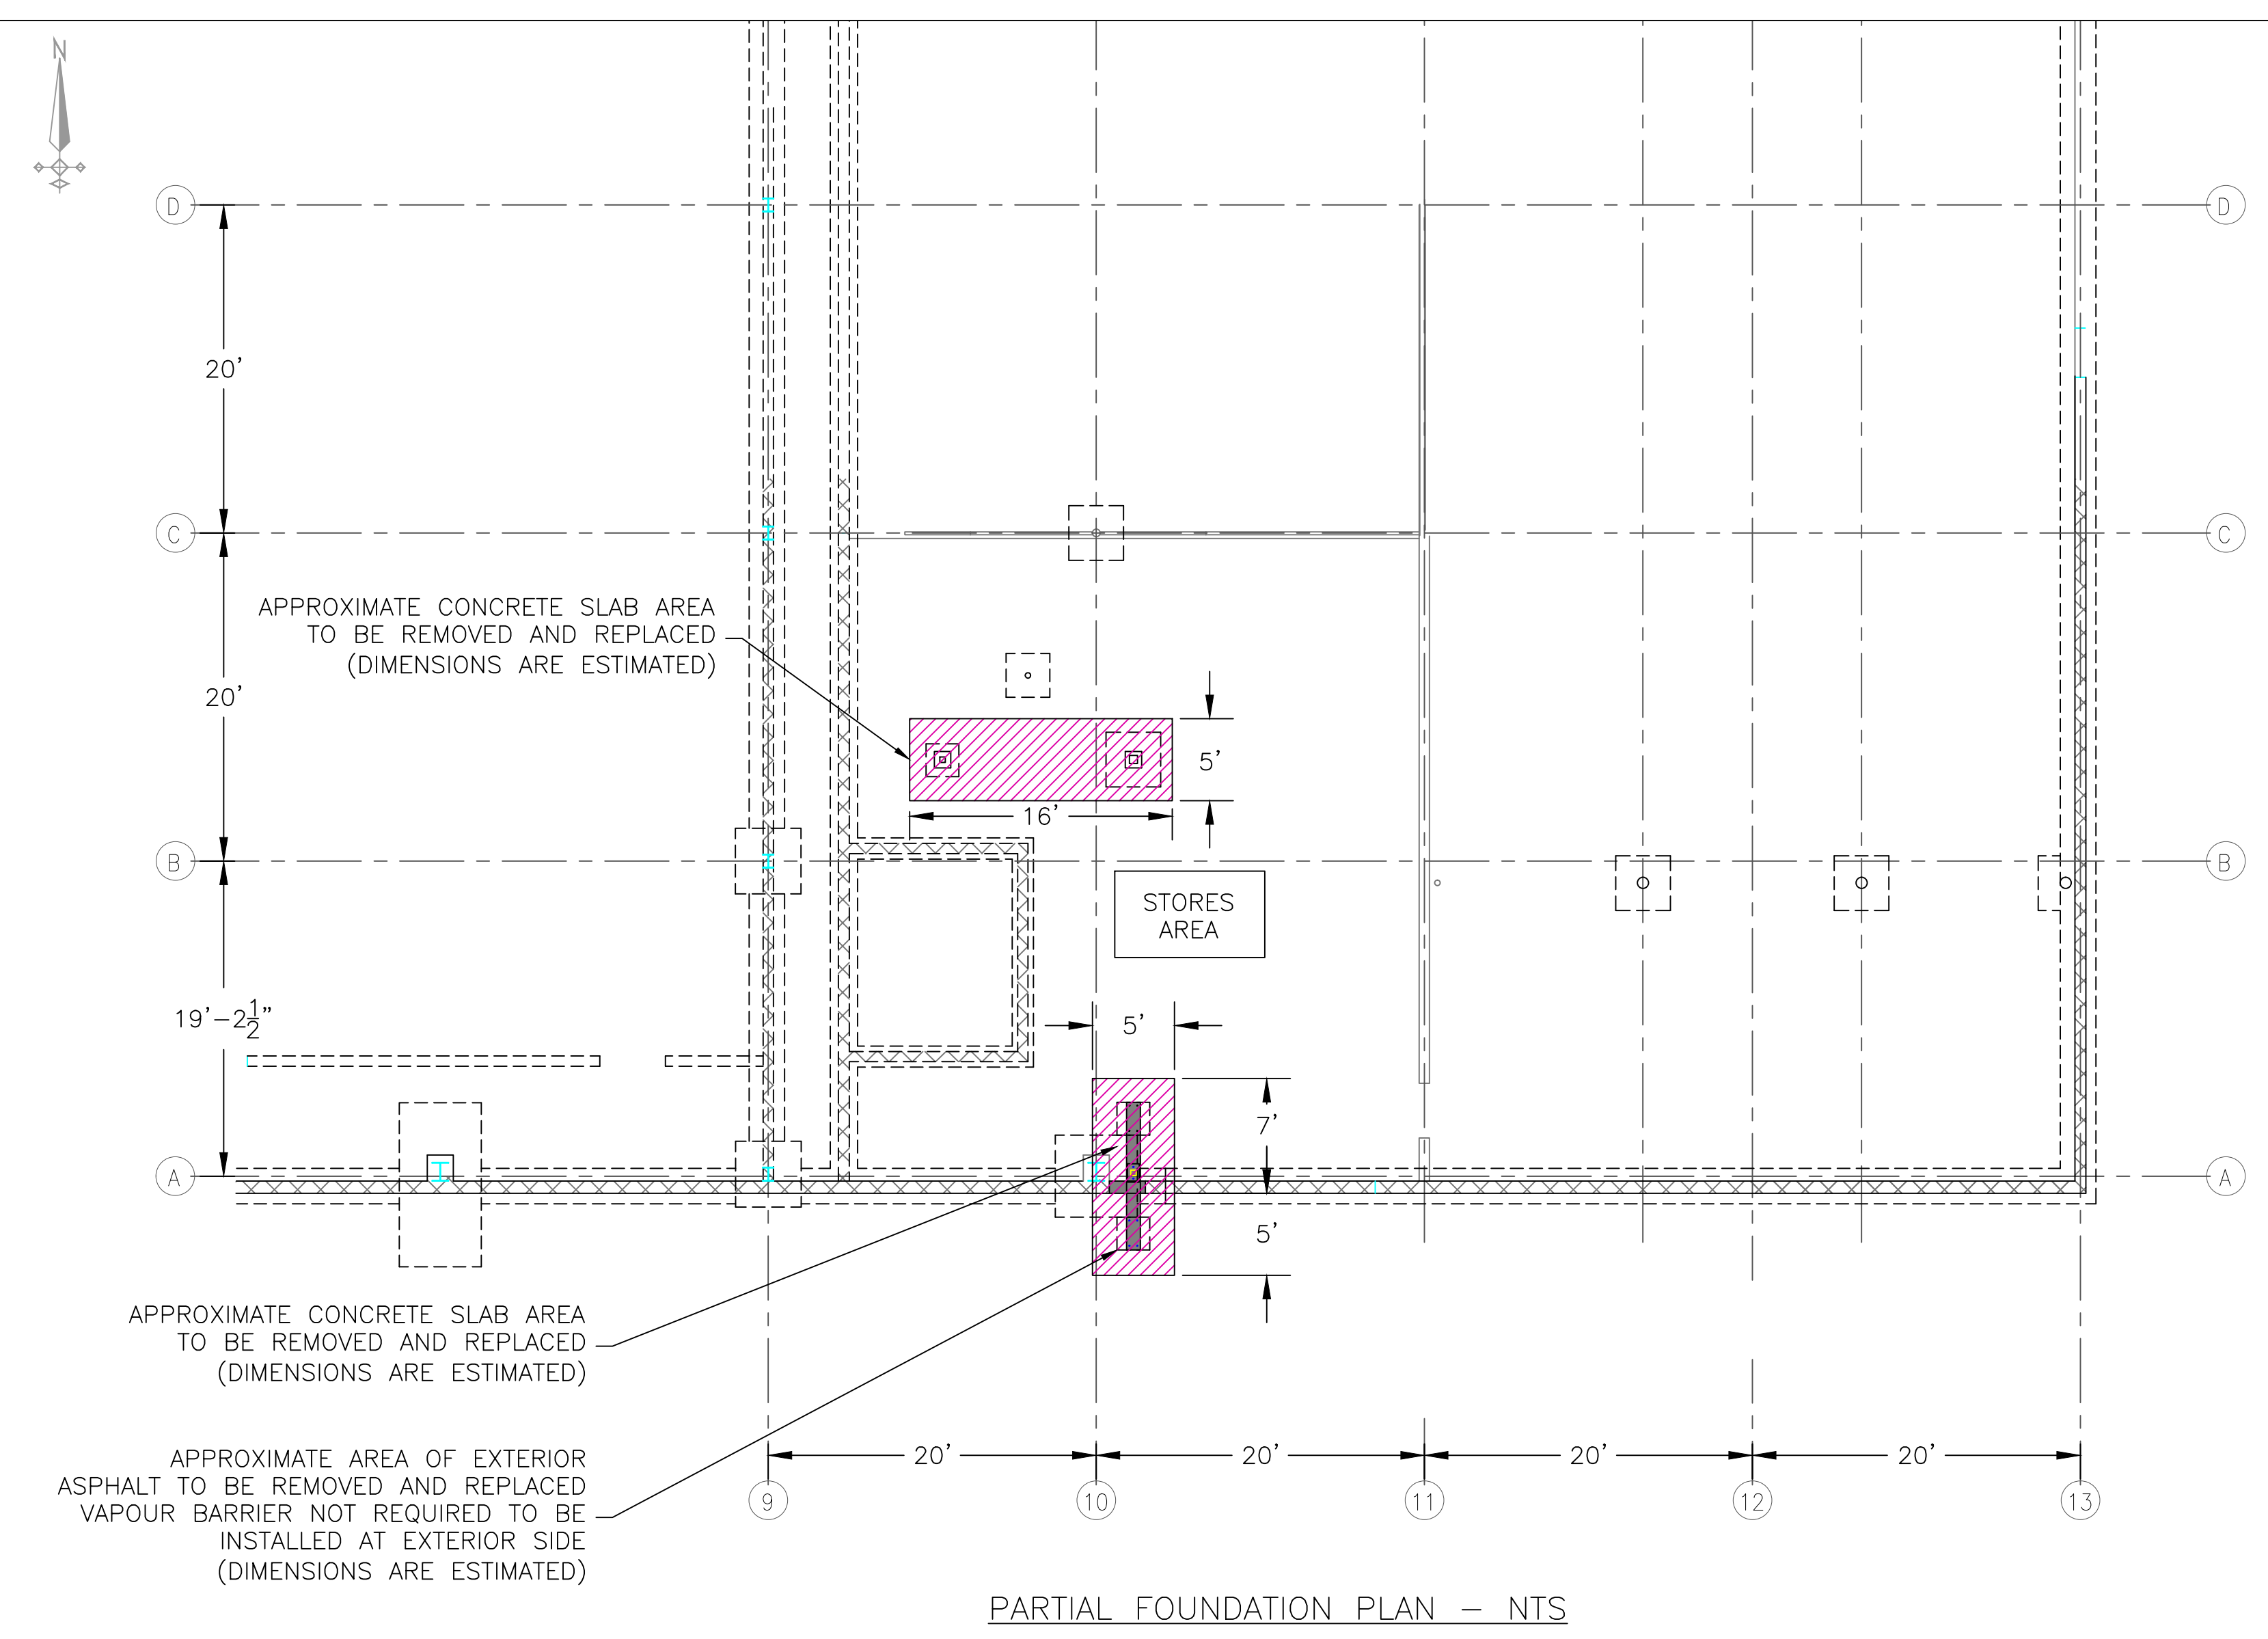 N
D
D
20'
C
C
APPROXIMATE CONCRETE SLAB AREA
TO BE REMOVED AND REPLACED
(DIMENSIONS ARE ESTIMATED)
20'
5'
16'
B
B
STORES
AREA
19'-2 1/2"
5'
7'
A
A
5'
APPROXIMATE CONCRETE SLAB AREA
TO BE REMOVED AND REPLACED
(DIMENSIONS ARE ESTIMATED)
APPROXIMATE AREA OF EXTERIOR
ASPHALT TO BE REMOVED AND REPLACED
VAPOUR BARRIER NOT REQUIRED TO BE
INSTALLED AT EXTERIOR SIDE
(DIMENSIONS ARE ESTIMATED)
20' 20' 20' 20'
9 10 11 12 13
PARTIAL FOUNDATION PLAN – NTS